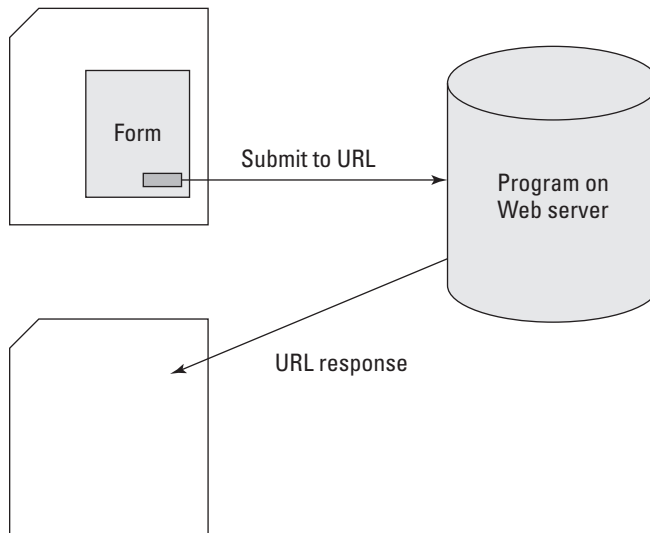 Form
Submit to URL
Program on
Web server
URL response